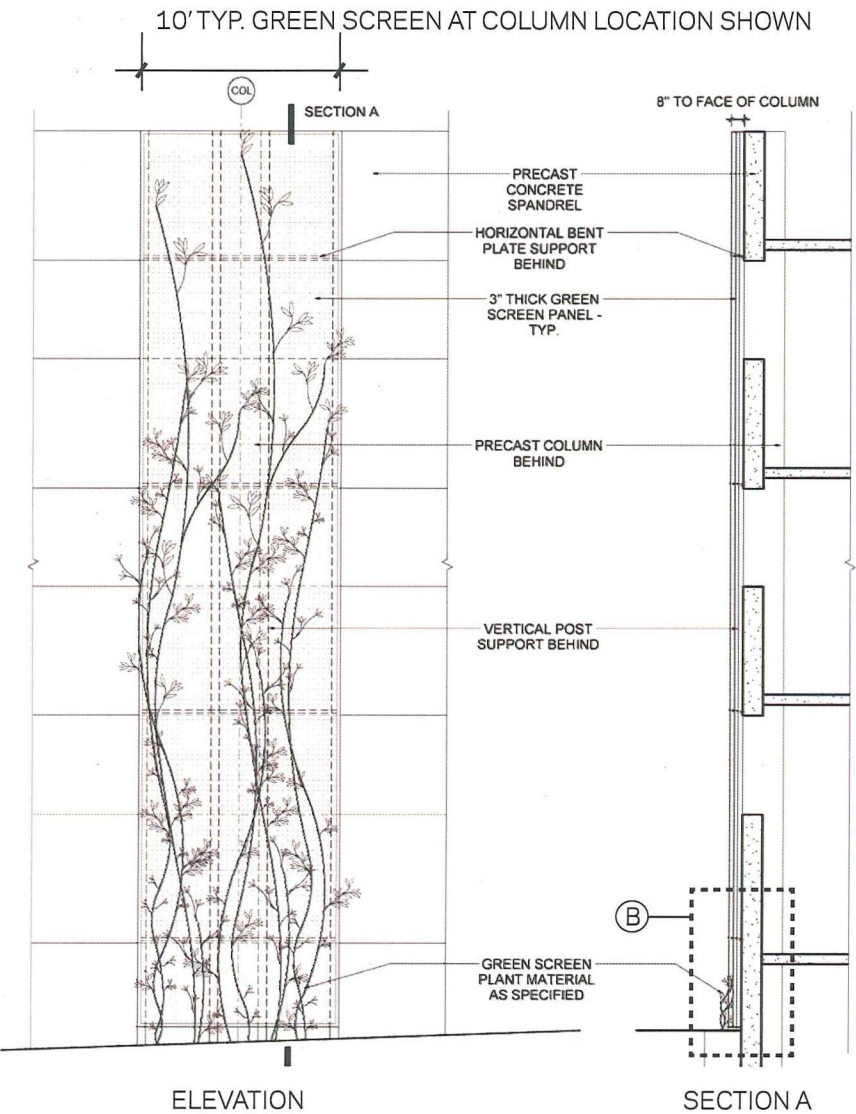 10' TYP. GREEN SCREEN AT COLUMN LOCATION SHOWN
COL
SECTION A
8" TO FACE OF COLUMN
PRECAST
CONCRETE
SPANDREL
HORIZONTAL BENT
PLATE SUPPORT
BEHIND
3" THICK GREEN
SCREEN PANEL -
TYP.
PRECAST COLUMN
BEHIND
VERTICAL POST
SUPPORT BEHIND
B
GREEN SCREEN
PLANT MATERIAL
AS SPECIFIED
ELEVATION
SECTION A